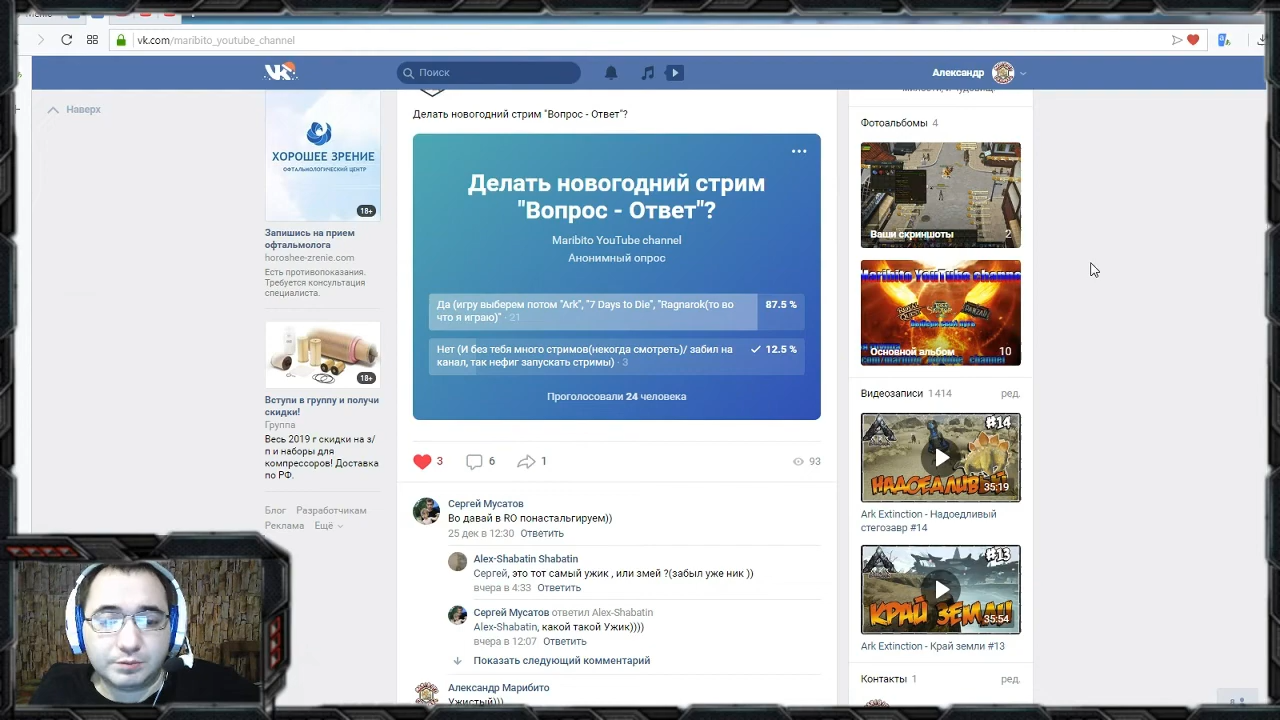 vk.com/maribito_youtube_channel
Поиск
Александр
Наверх
ХОРОШЕЕ ЗРЕНИЕ
ОФТАЛЬМОЛОГИЧЕСКИЙ ЦЕНТР
18+
Запишись на прием
офтальмолога
horoshee-zrenie.com
Есть противопоказания.
Требуется консультация
специалиста.
18+
Вступи в группу и получи
скидки!
Группа
Весь 2019 г скидки на з/
п и наборы для
компрессоров! Доставка
по РФ.
Блог Разработчикам
Реклама Ещё
Делать новогодний стрим "Вопрос - Ответ"?
Делать новогодний стрим
"Вопрос - Ответ"?
Maribito YouTube channel
Анонимный опрос
Да (игру выберем потом "Ark", "7 Days to Die", "Ragnarok(то во
что я играю)" · 21
87.5 %
Нет (И без тебя много стримов(некогда смотреть)/ забил на
канал, так нефиг запускать стримы) · 3
12.5 %
Проголосовали 24 человека
3
6
1
93
Сергей Мусатов
Во давай в RO понастальгируем))
25 дек в 12:30 Ответить
Alex-Shabatin Shabatin
Сергей, это тот самый ужик , или змей ?(забыл уже ник ))
вчера в 4:33 Ответить
Сергей Мусатов ответил Alex-Shabatin
Alex-Shabatin, какой такой Ужик))))
вчера в 12:07 Ответить
Показать следующий комментарий
Александр Марибито
Ужистый)))
Фотоальбомы 4
Ваши скриншоты 2
Maribito YouTube channel
Основной альбом 10
Видеозаписи 1 414 ред.
#14
НАДОЕДЛИВЫЙ
35:19
Ark Extinction - Надоедливый
стегозавр #14
#13
КРАЙ ЗЕМЛИ
35:54
Ark Extinction - Край земли #13
Контакты 1 ред.